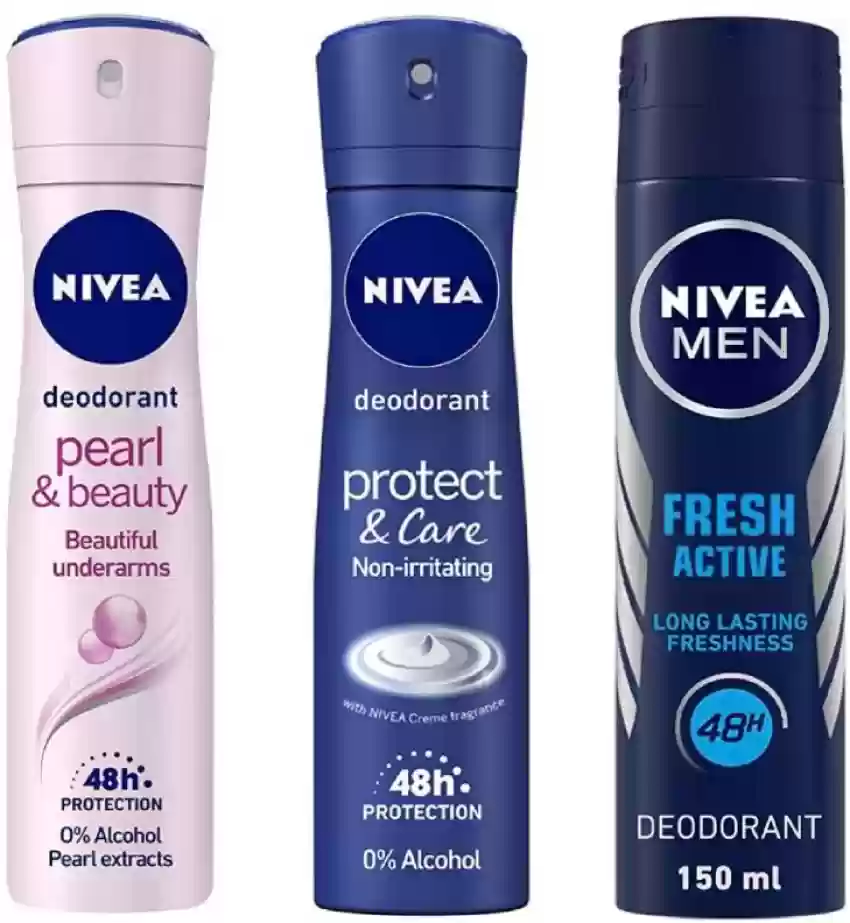 NIVEA
deodorant
pearl
& beauty
Beautiful
underarms
48h
PROTECTION
0% Alcohol
Pearl extracts
NIVEA
deodorant
protect
& Care
Non-irritating
with NIVEA Creme fragrance
48h
PROTECTION
0% Alcohol
NIVEA
MEN
FRESH
ACTIVE
LONG LASTING
FRESHNESS
48H
DEODORANT
150 ml